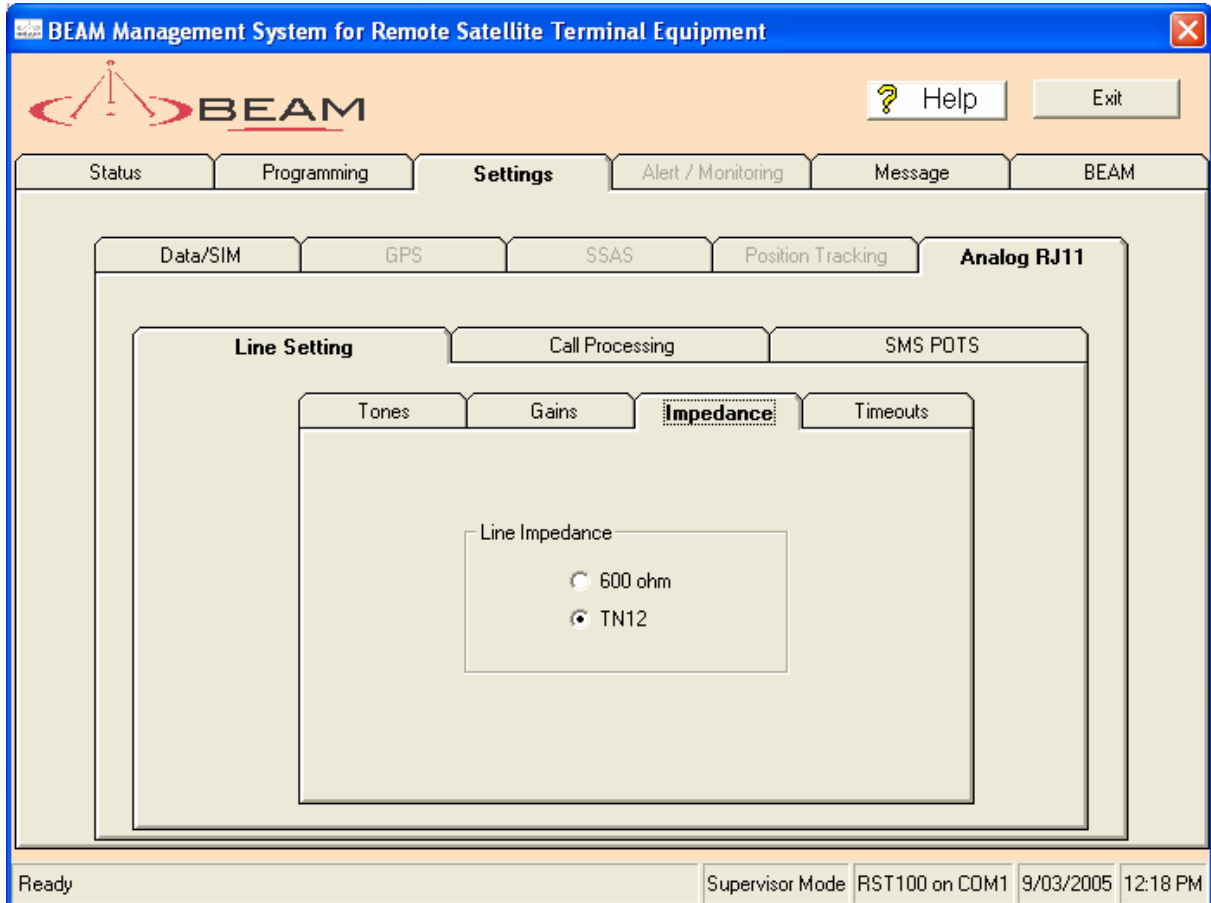 BEAM Management System for Remote Satellite Terminal Equipment
BEAM
? Help Exit
Status Programming Settings Alert / Monitoring Message BEAM
Data/SIM GPS SSAS Position Tracking Analog RJ11
Line Setting Call Processing SMS POTS
Tones Gains Impedance Timeouts
Line Impedance
600 ohm
TN12
Ready Supervisor Mode RST100 on COM1 9/03/2005 12:18 PM